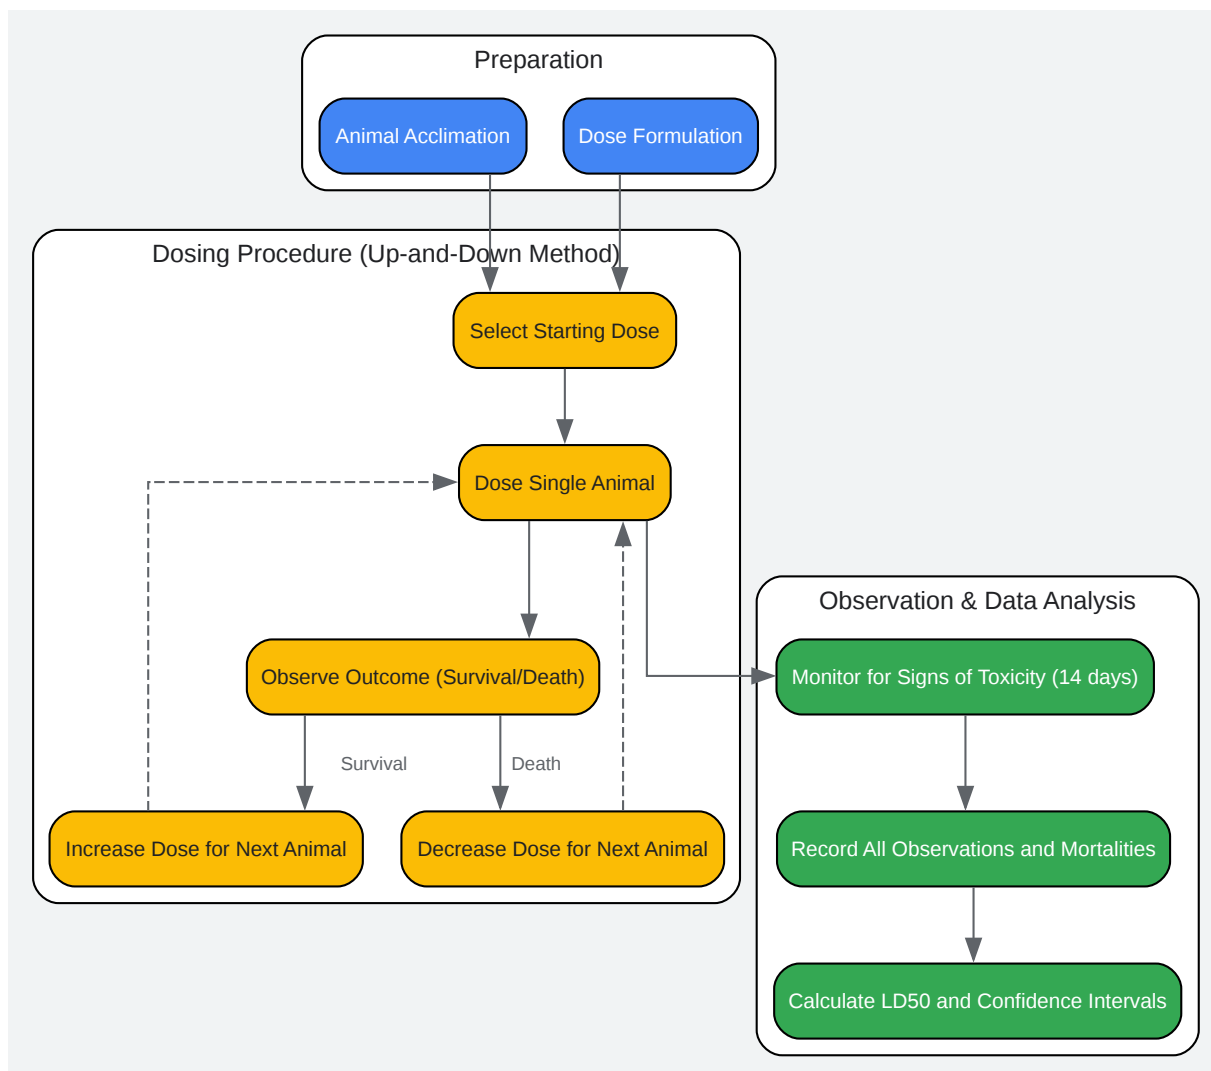 Preparation
Animal Acclimation
Dose Formulation
Dosing Procedure (Up-and-Down Method)
Select Starting Dose
Dose Single Animal
Observe Outcome (Survival/Death)
Survival
Death
Increase Dose for Next Animal
Decrease Dose for Next Animal
Observation & Data Analysis
Monitor for Signs of Toxicity (14 days)
Record All Observations and Mortalities
Calculate LD50 and Confidence Intervals